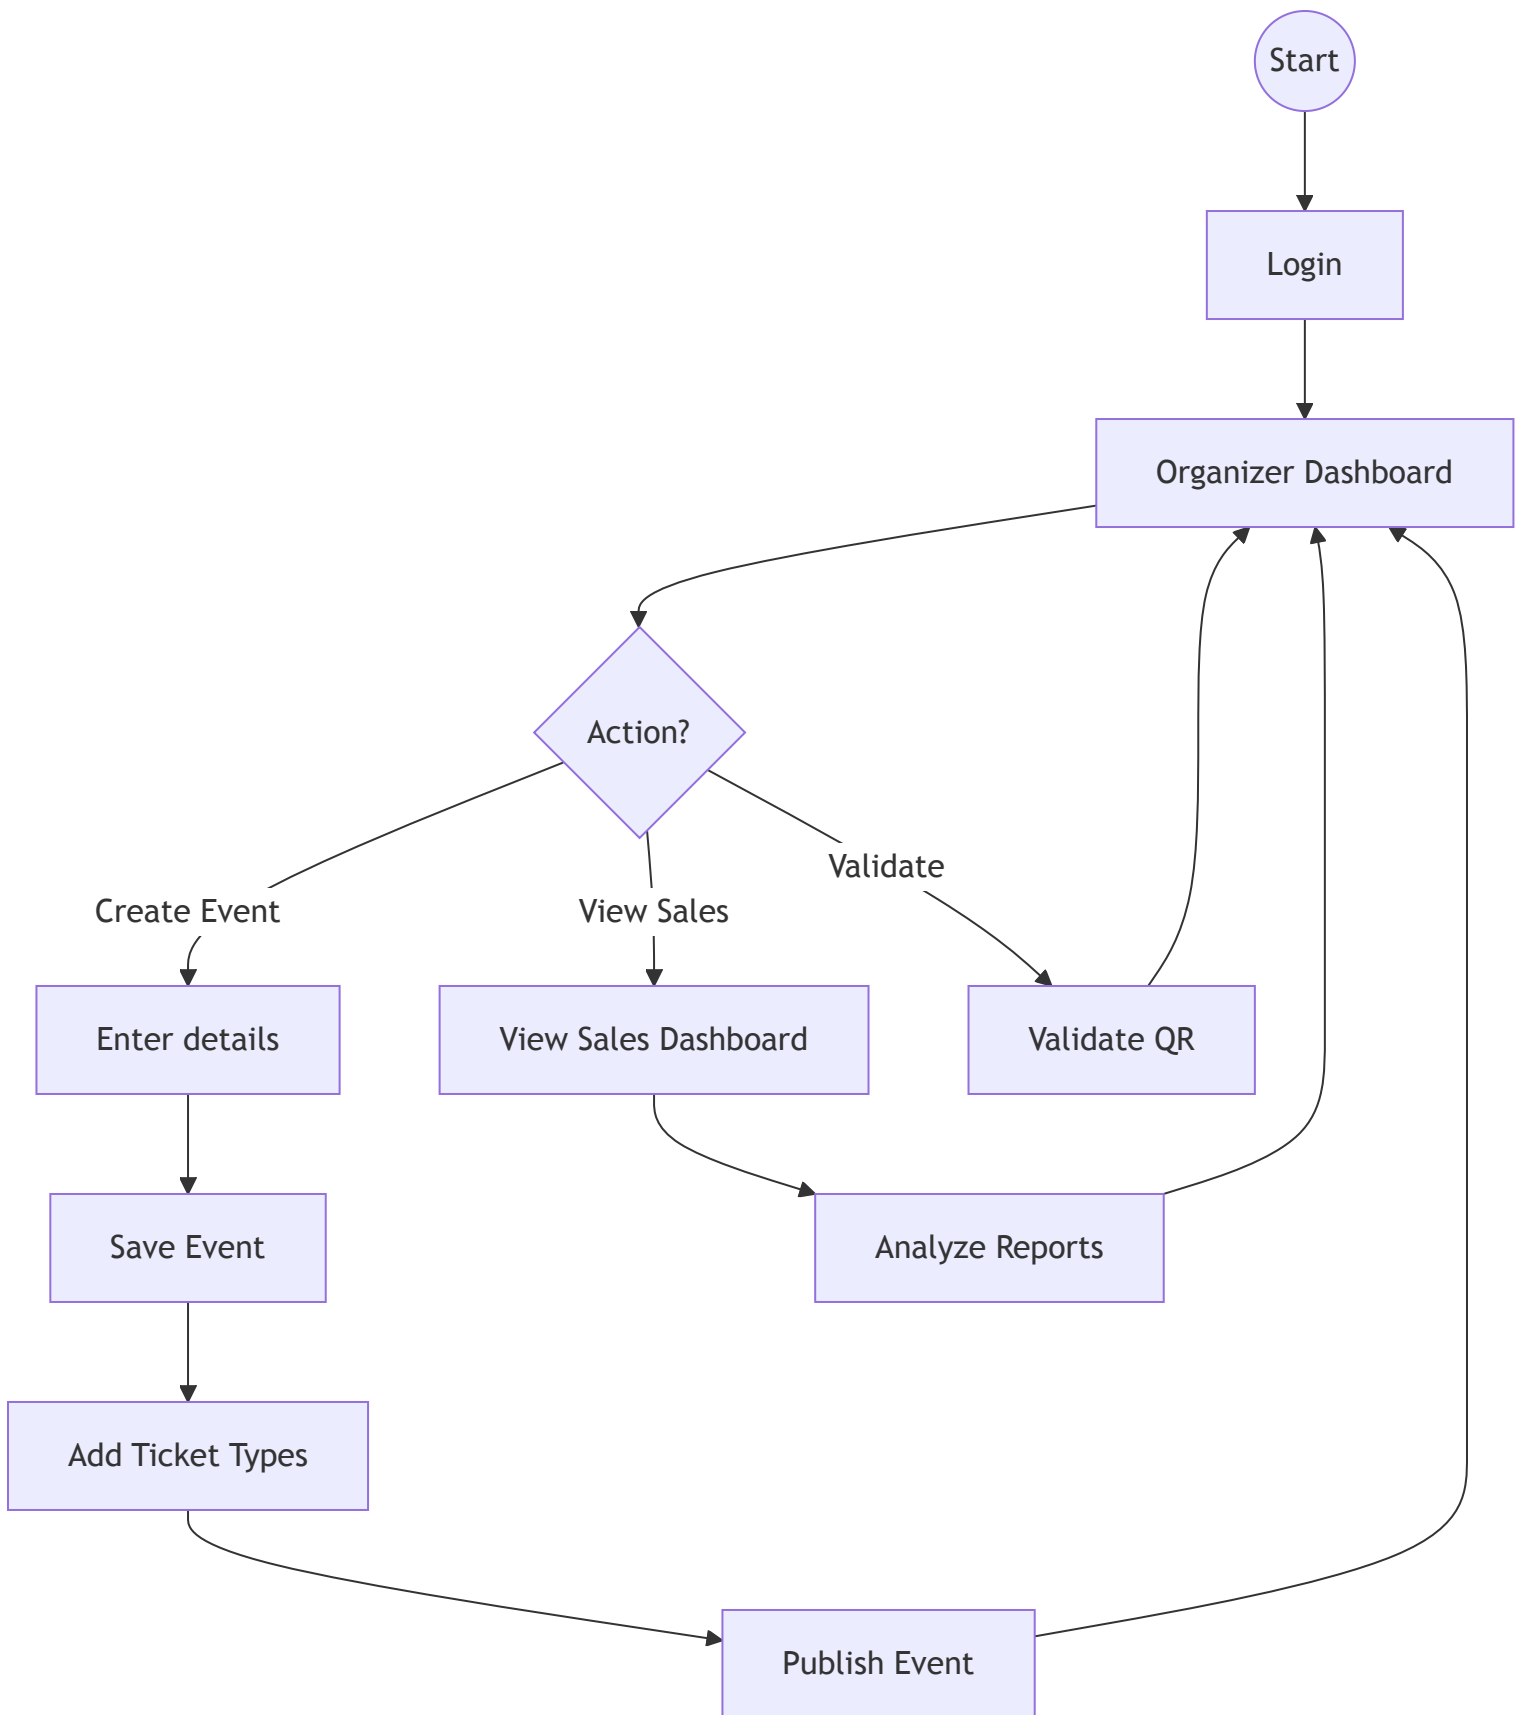 Start
Login
Organizer Dashboard
Action?
Validate
Create Event
View Sales
Enter details
View Sales Dashboard
Validate QR
Save Event
Analyze Reports
Add Ticket Types
Publish Event